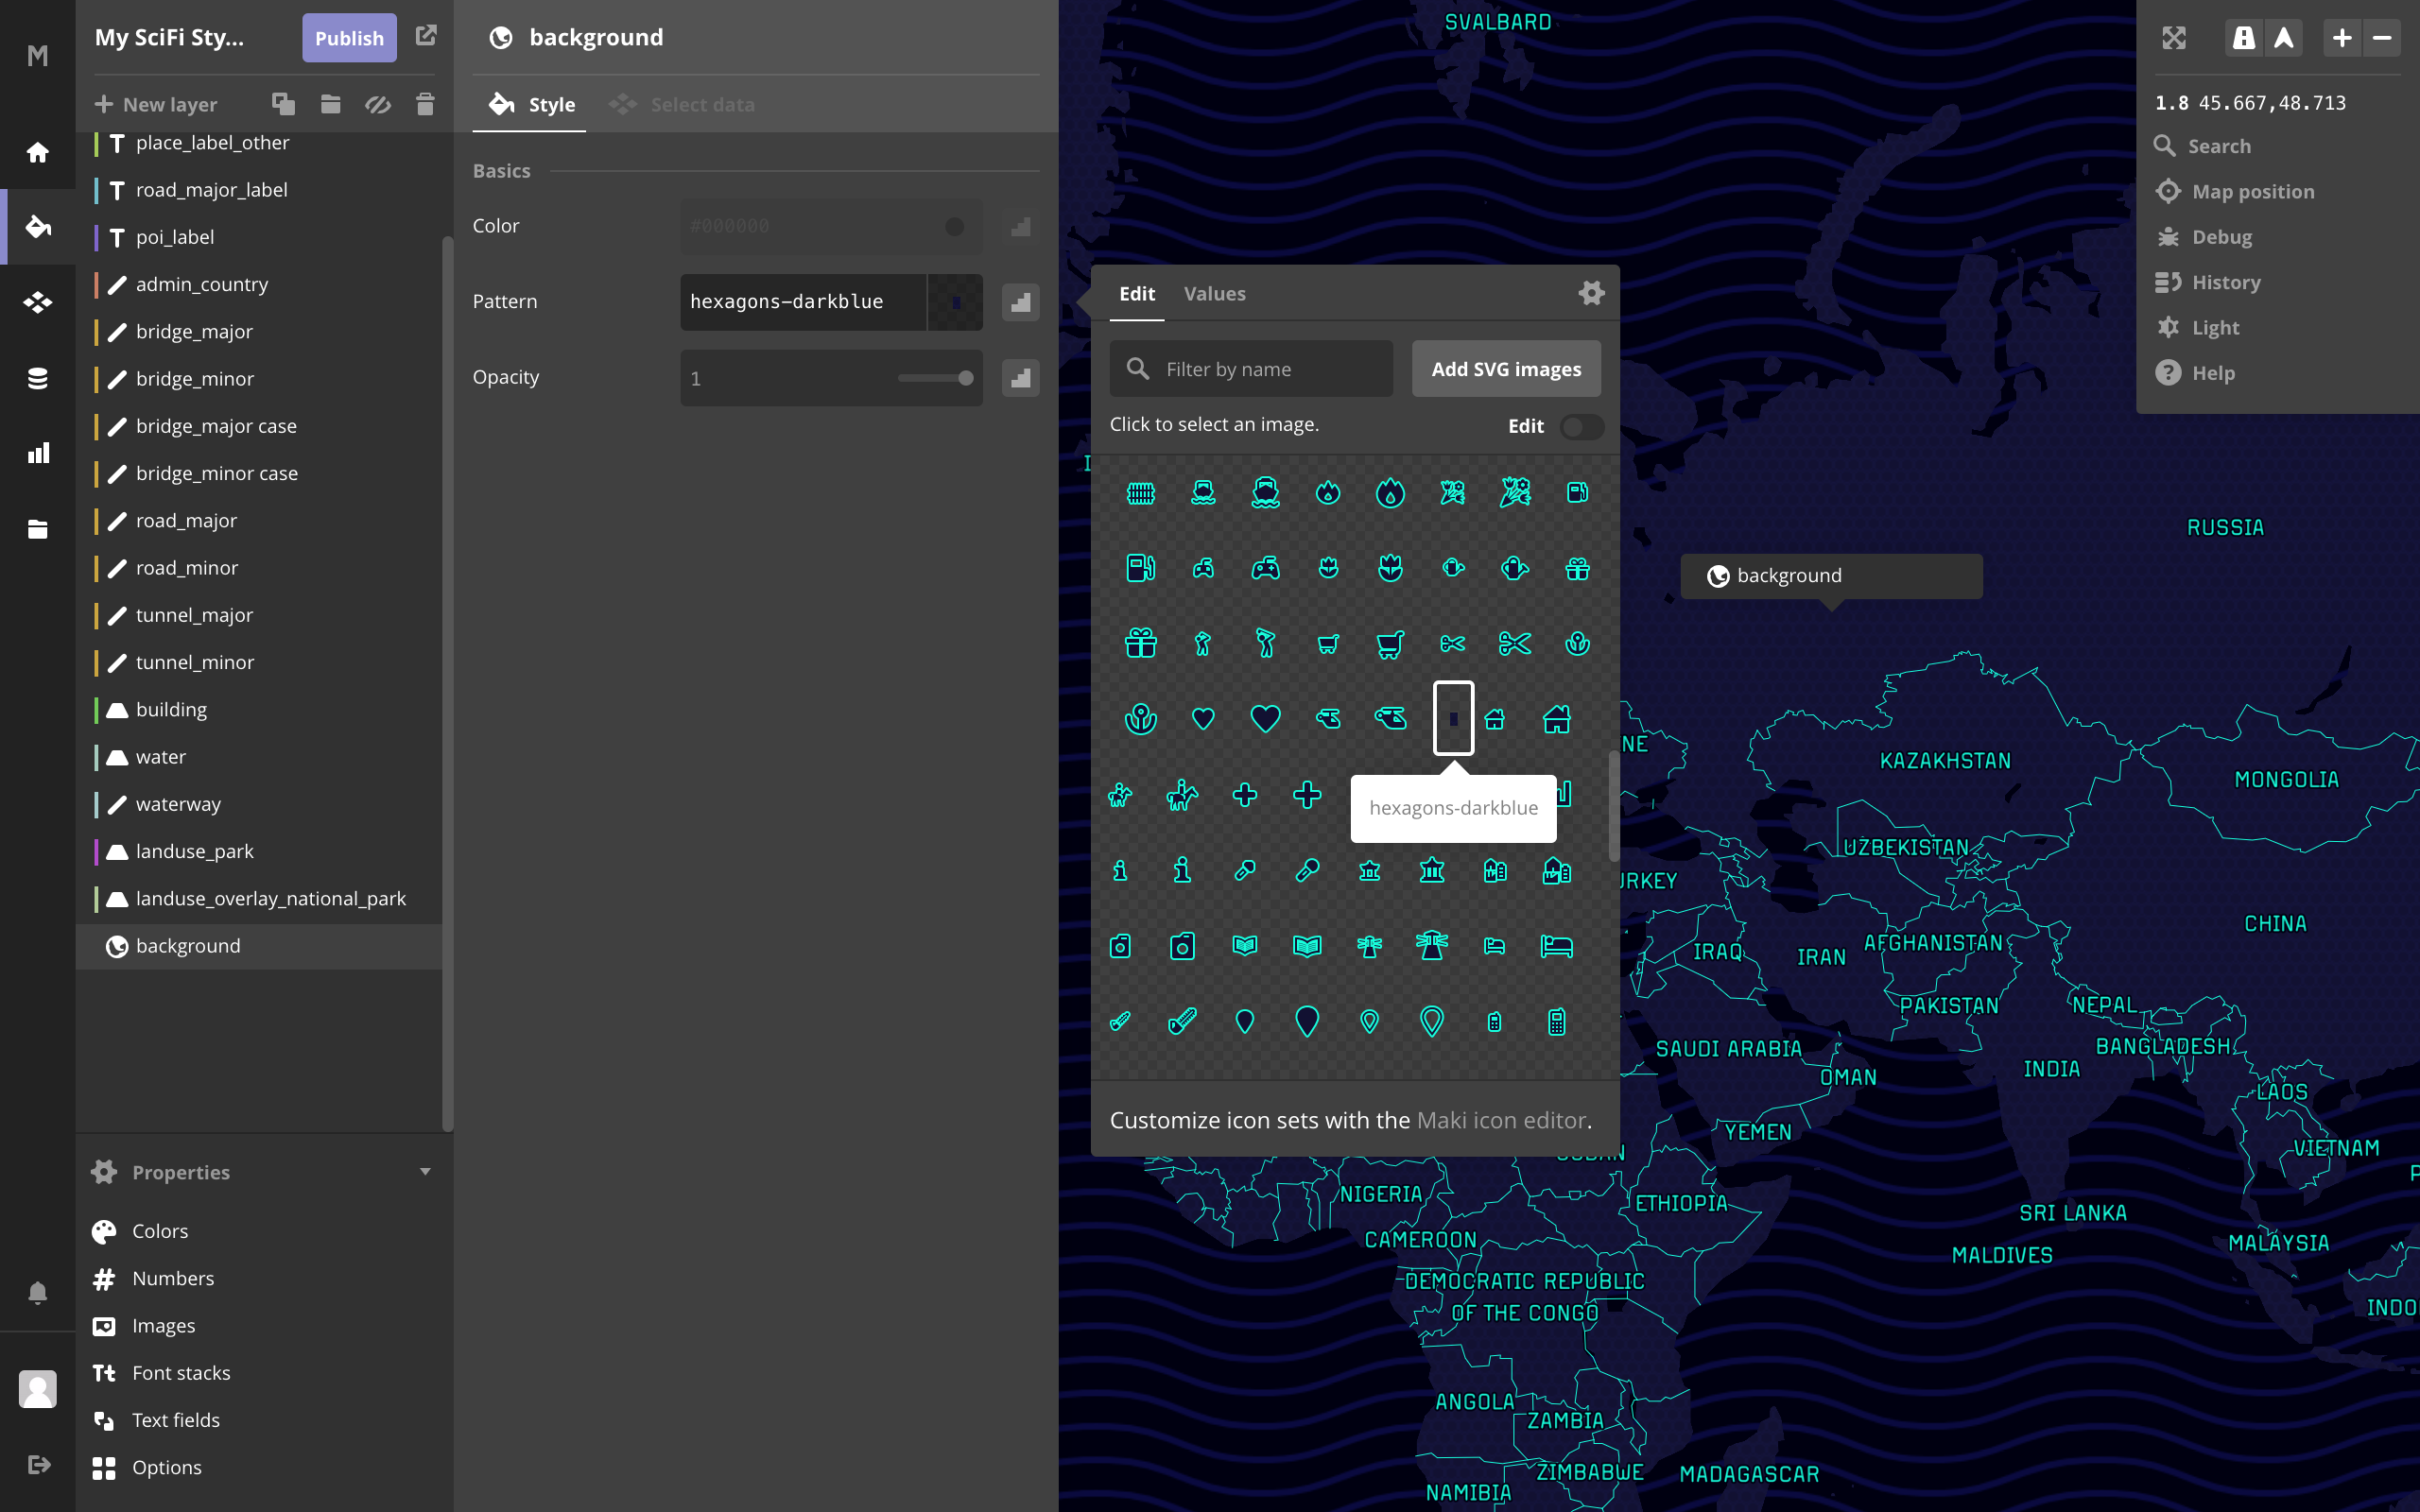 M
My SciFi Sty...
Publish
New layer
place_label_other
road_major_label
poi_label
admin_country
bridge_major
bridge_minor
bridge_major case
bridge_minor case
road_major
road_minor
tunnel_major
tunnel_minor
building
water
waterway
landuse_park
landuse_overlay_national_park
background
Properties
Colors
Numbers
Images
Font stacks
Text fields
Options
background
Style
Select data
Basics
Color
#000000
Pattern
hexagons-darkblue
Opacity
1
Edit
Values
Filter by name
Add SVG images
Click to select an image.
Edit
hexagons-darkblue
Customize icon sets with the Maki icon editor.
1.8 45.667,48.713
Search
Map position
Debug
History
Light
Help
background
SVALBARD
RUSSIA
NE
KAZAKHSTAN
MONGOLIA
UZBEKISTAN
URKEY
CHINA
IRAQ
IRAN
AFGHANISTAN
PAKISTAN
NEPAL
SAUDI ARABIA
BANGLADESH
OMAN
INDIA
LAOS
YEMEN
VIETNAM
NIGERIA
ETHIOPIA
SRI LANKA
CAMEROON
MALDIVES
MALAYSIA
DEMOCRATIC REPUBLIC
OF THE CONGO
INDO
ANGOLA
ZAMBIA
ZIMBABWE
MADAGASCAR
NAMIBIA